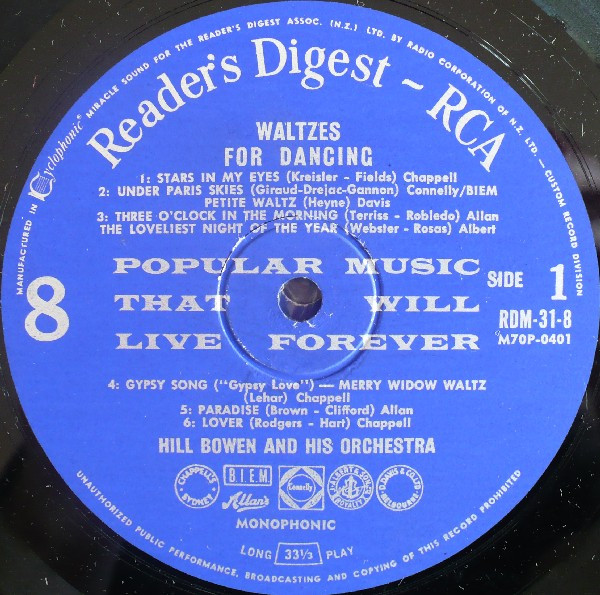 MANUFACTURED IN Cyclophonic MIRACLE SOUND FOR THE READER'S DIGEST ASSOC. (N.Z.) LTD. BY RADIO CORPORATION OF N.Z. LTD. — CUSTOM RECORD DIVISION
Reader's Digest ~ RCA
WALTZES
FOR DANCING
1: STARS IN MY EYES (Kreisler - Fields) Chappell
2: UNDER PARIS SKIES (Giraud-Drejac-Gannon) Connelly/BIEM
PETITE WALTZ (Heyne) Davis
3: THREE O'CLOCK IN THE MORNING (Terriss - Robledo) Allan
THE LOVELIEST NIGHT OF THE YEAR (Webster - Rosas) Albert
POPULAR MUSIC
THAT WILL
LIVE FOREVER
8
SIDE 1
RDM-31-8
M70P-0401
4: GYPSY SONG ("Gypsy Love") — MERRY WIDOW WALTZ
(Lehar) Chappell
5: PARADISE (Brown - Clifford) Allan
6: LOVER (Rodgers - Hart) Chappell
HILL BOWEN AND HIS ORCHESTRA
CHAPPELL'S SYDNEY
B.I.E.M.
Allan's
Connelly
D. DAVIS & CO. LTD MELBOURNE
MONOPHONIC
LONG 33⅓ PLAY
UNAUTHORIZED PUBLIC PERFORMANCE, BROADCASTING AND COPYING OF THIS RECORD PROHIBITED